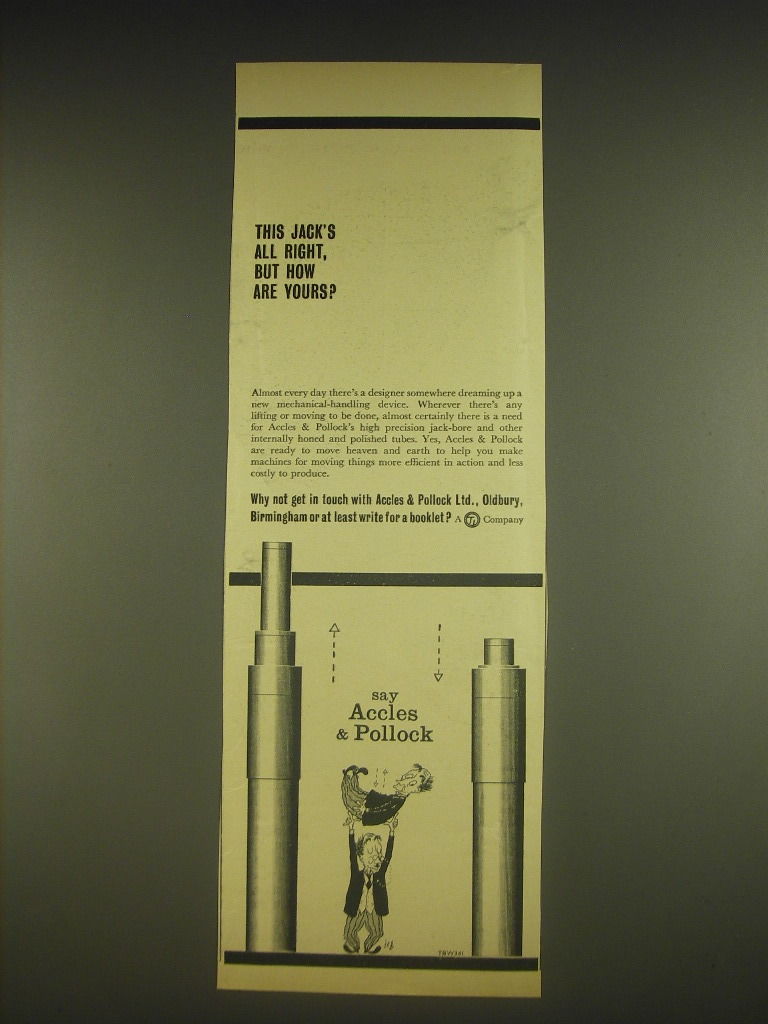 THIS JACK'S
ALL RIGHT,
BUT HOW
ARE YOURS?
Almost every day there's a designer somewhere dreaming up a
new mechanical-handling device. Wherever there's any
lifting or moving to be done, almost certainly there is a need
for Accles & Pollock's high precision jack-bore and other
internally honed and polished tubes. Yes, Accles & Pollock
are ready to move heaven and earth to help you make
machines for moving things more efficient in action and less
costly to produce.
Why not get in touch with Accles & Pollock Ltd., Oldbury,
Birmingham or at least write for a booklet? A TI Company
say
Accles
& Pollock